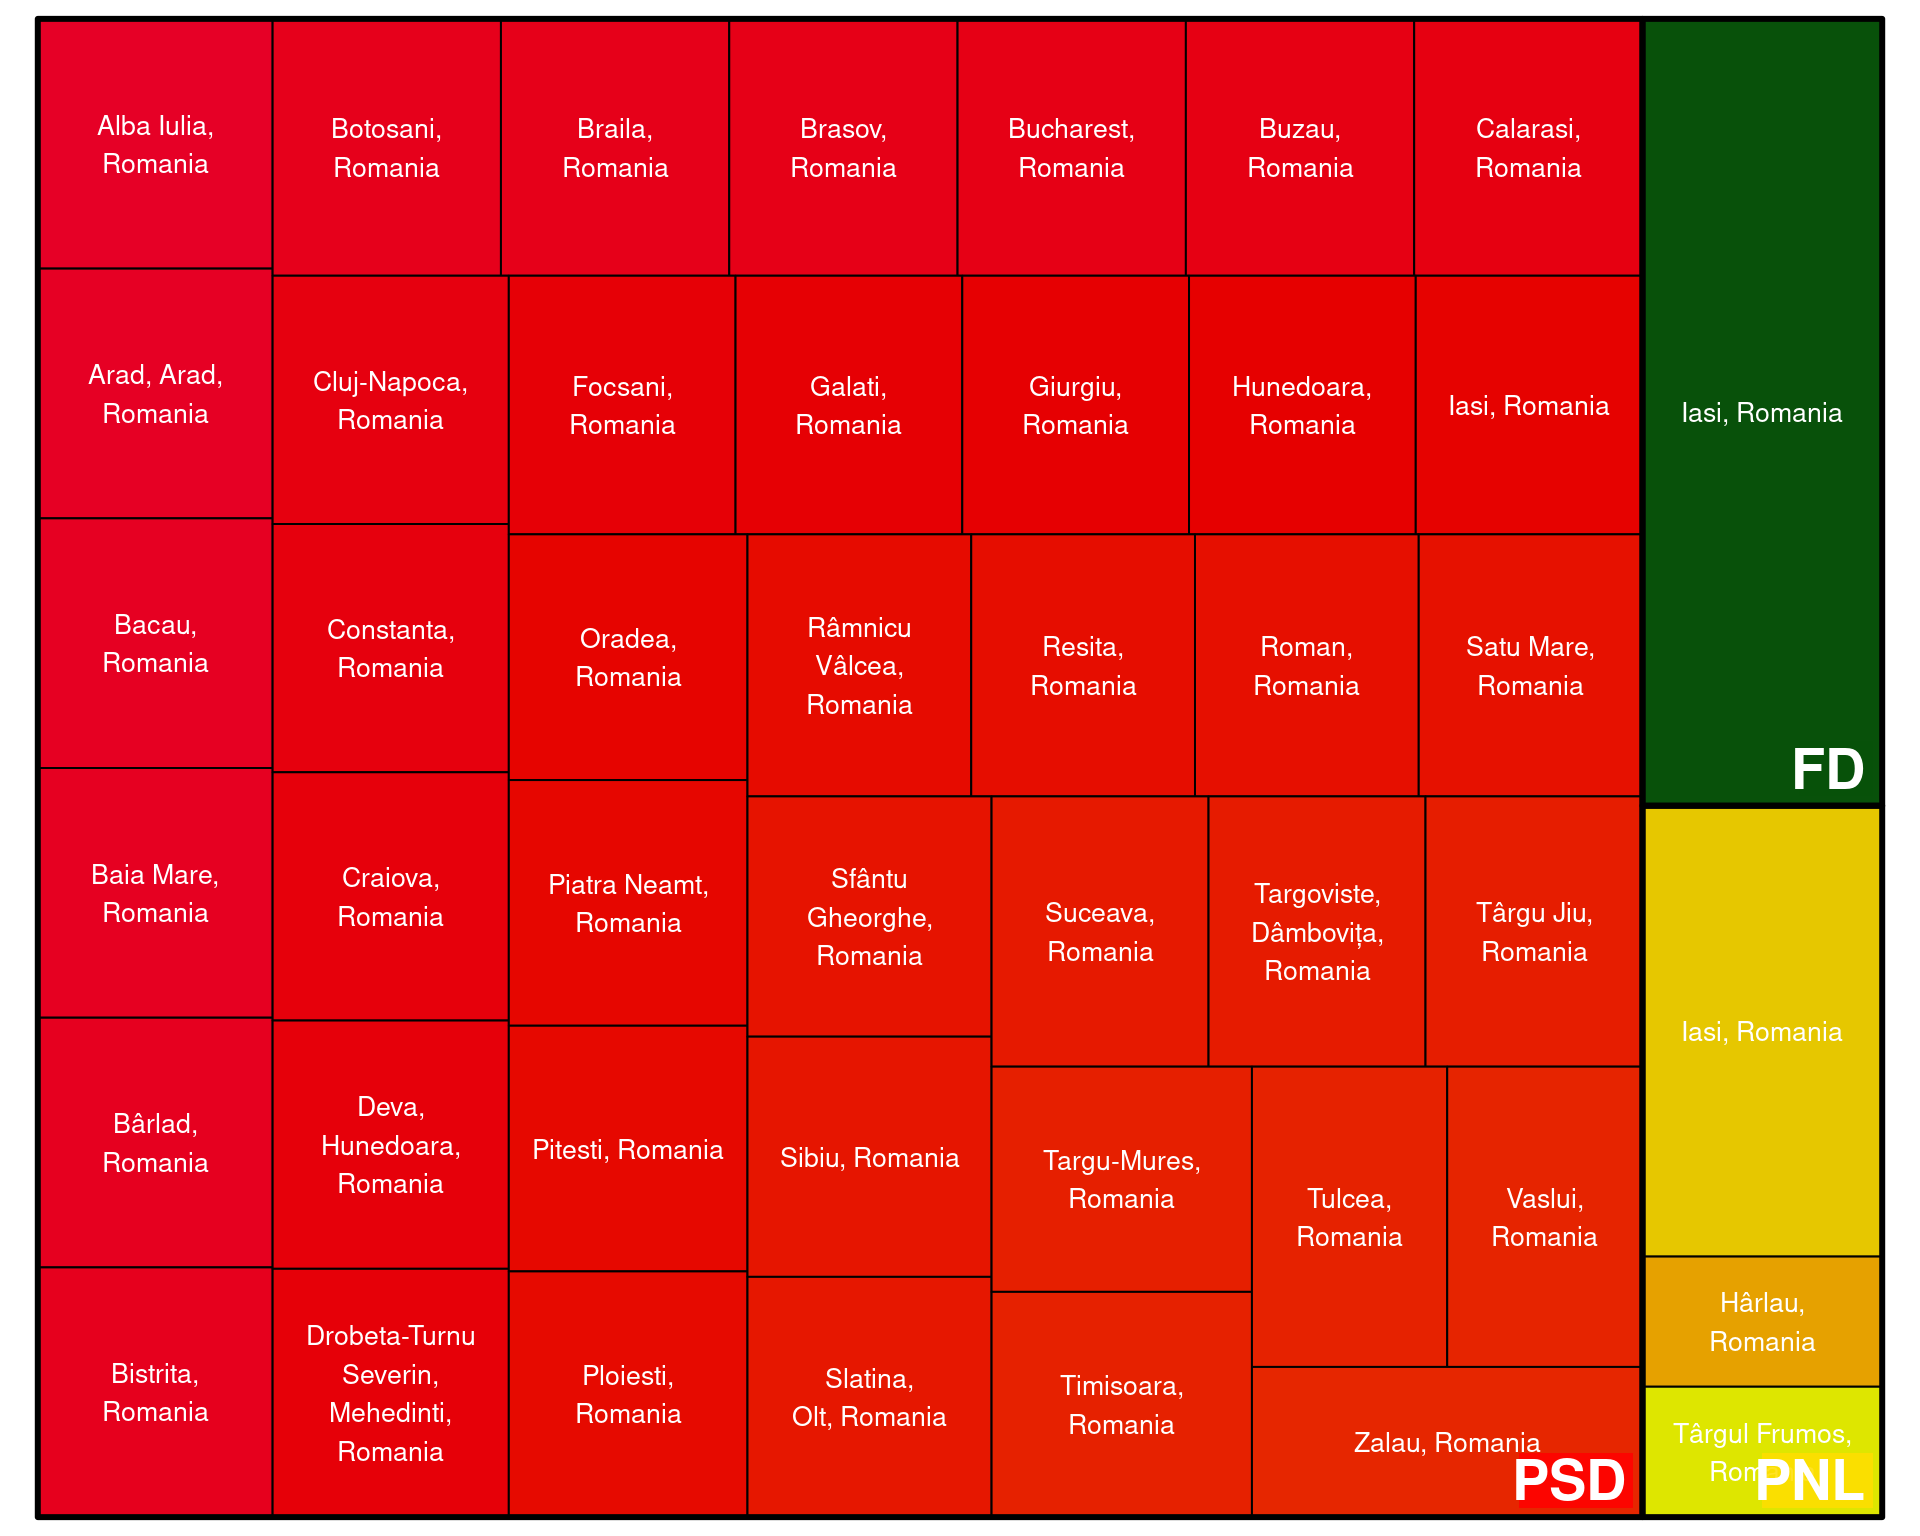 Alba Iulia,
Romania
Botosani,
Romania
Braila,
Romania
Brasov,
Romania
Bucharest,
Romania
Buzau,
Romania
Calarasi,
Romania
Iasi, Romania
FD
Arad, Arad,
Romania
Cluj-Napoca,
Romania
Focsani,
Romania
Galati,
Romania
Giurgiu,
Romania
Hunedoara,
Romania
Iasi, Romania
Bacau,
Romania
Constanta,
Romania
Oradea,
Romania
Râmnicu
Vâlcea,
Romania
Resita,
Romania
Roman,
Romania
Satu Mare,
Romania
Baia Mare,
Romania
Craiova,
Romania
Piatra Neamt,
Romania
Sfântu
Gheorghe,
Romania
Suceava,
Romania
Targoviste,
Dâmbovița,
Romania
Târgu Jiu,
Romania
Iasi, Romania
Bârlad,
Romania
Deva,
Hunedoara,
Romania
Pitesti, Romania
Sibiu, Romania
Targu-Mures,
Romania
Tulcea,
Romania
Vaslui,
Romania
Hârlau,
Romania
Bistrita,
Romania
Drobeta-Turnu
Severin,
Mehedinti,
Romania
Ploiesti,
Romania
Slatina,
Olt, Romania
Timisoara,
Romania
Zalau, Romania
PSD
Târgul Frumos,
PNL